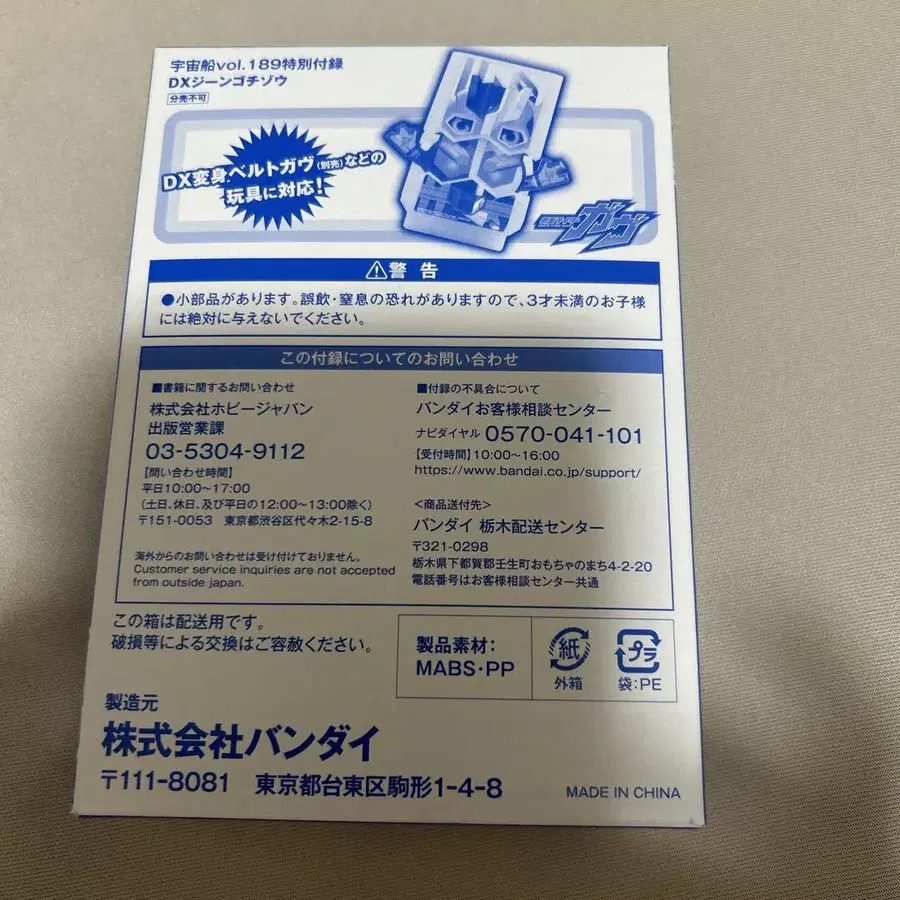 宇宙船vol.189特別付録
DXジーンゴチゾウ
分売不可
DX変身ベルトガヴ(別売)などの
玩具に対応!
仮面ライダー
ガヴ
⚠警 告
●小部品があります。誤飲・窒息の恐れがありますので、3才未満のお子様
には絶対に与えないでください。
この付録についてのお問い合わせ
■書籍に関するお問い合わせ
株式会社ホビージャパン
出版営業課
03-5304-9112
【問い合わせ時間】
平日10:00〜17:00
(土日、休日、及び平日の12:00〜13:00除く)
〒151-0053 東京都渋谷区代々木2-15-8
海外からのお問い合わせは受け付けておりません。
Customer service inquiries are not accepted
from outside japan.
■付録の不具合について
バンダイお客様相談センター
ナビダイヤル 0570-041-101
【受付時間】10:00〜16:00
https://www.bandai.co.jp/support/
<商品送付先>
バンダイ 栃木配送センター
〒321-0298
栃木県下都賀郡壬生町おもちゃのまち4-2-20
電話番号はお客様相談センター共通
この箱は配送用です。
破損等による交換はご容赦ください。
製品素材:
MABS・PP
紙
外箱
プラ
袋:PE
製造元
株式会社バンダイ
〒111-8081 東京都台東区駒形1-4-8
MADE IN CHINA